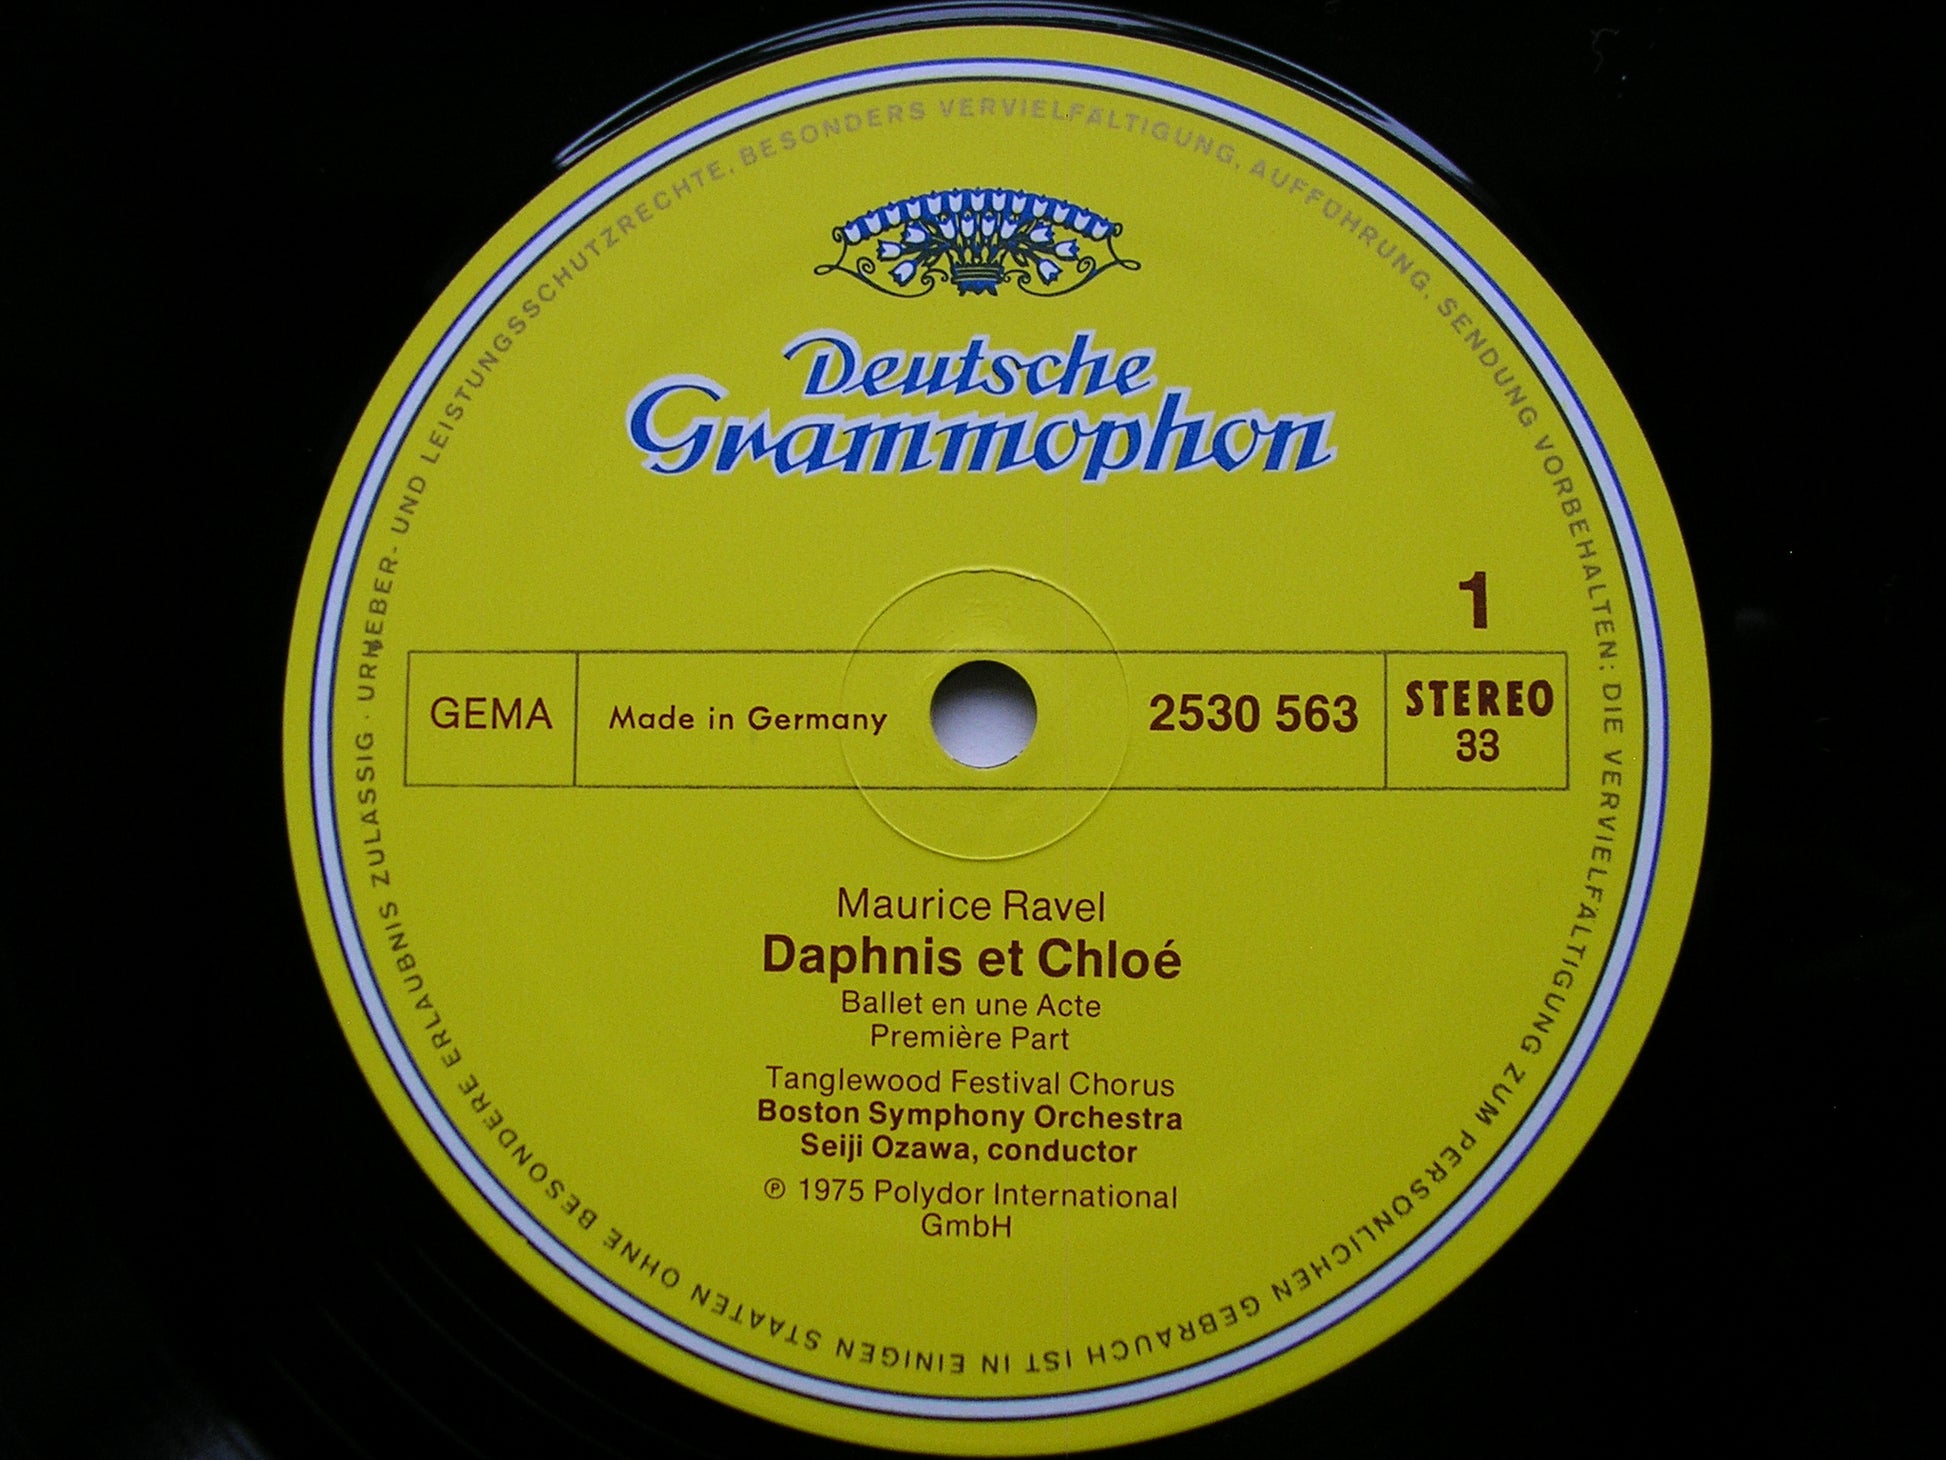 Deutsche
Grammophon
1
GEMA
Made in Germany
2530 563
STEREO
33
Maurice Ravel
Daphnis et Chloé
Ballet en une Acte
Première Part
Tanglewood Festival Chorus
Boston Symphony Orchestra
Seiji Ozawa, conductor
℗ 1975 Polydor International
GmbH
URHEBER- UND LEISTUNGSSCHUTZRECHTE, BESONDERS VERVIELFÄLTIGUNG, AUFFÜHRUNG, SENDUNG VORBEHALTEN: DIE VERVIELFÄLTIGUNG ZUM PERSÖNLICHEN GEBRAUCH IST IN EINIGEN STAATEN OHNE BESONDERE ERLAUBNIS ZULÄSSIG ·